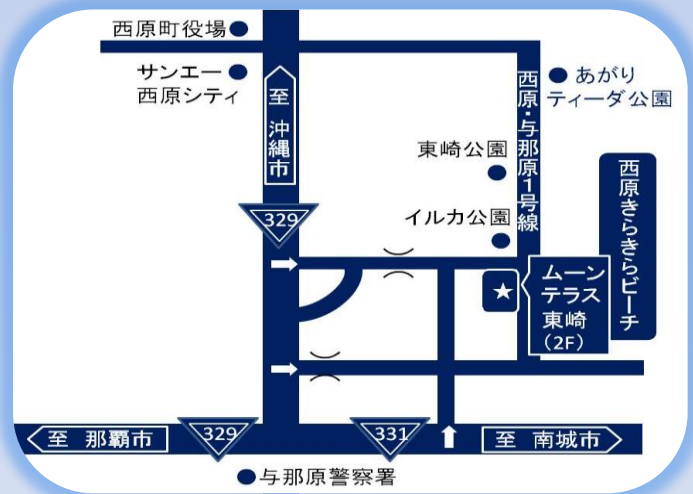 西原町役場
サンエー
西原シティ
至 沖縄市
西原・与那原1号線
あがり
ティーダ公園
東崎公園
イルカ公園
西原きらきらビーチ
329
ムーン
テラス
東崎
(2F)
至 那覇市
329
331
至 南城市
与那原警察署